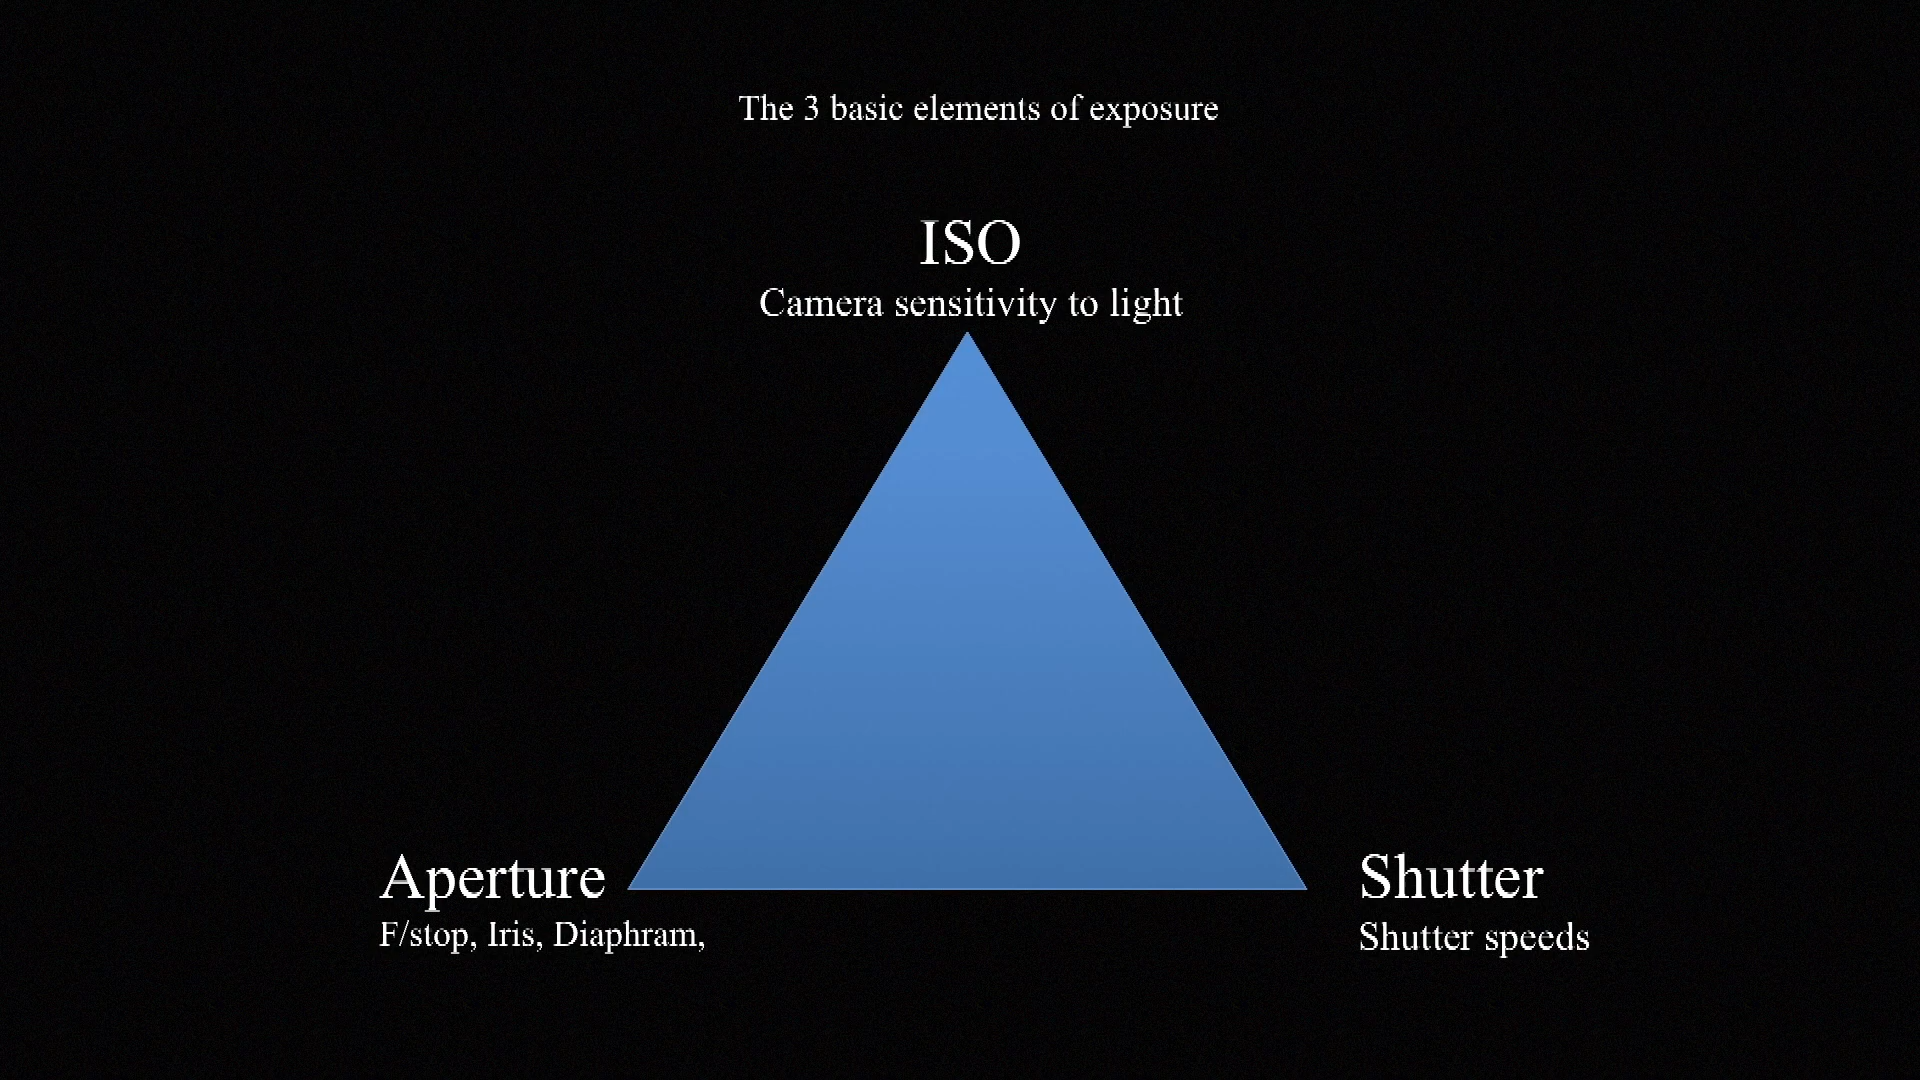 The 3 basic elements of exposure
ISO
Camera sensitivity to light
Aperture
F/stop, Iris, Diaphram,
Shutter
Shutter speeds